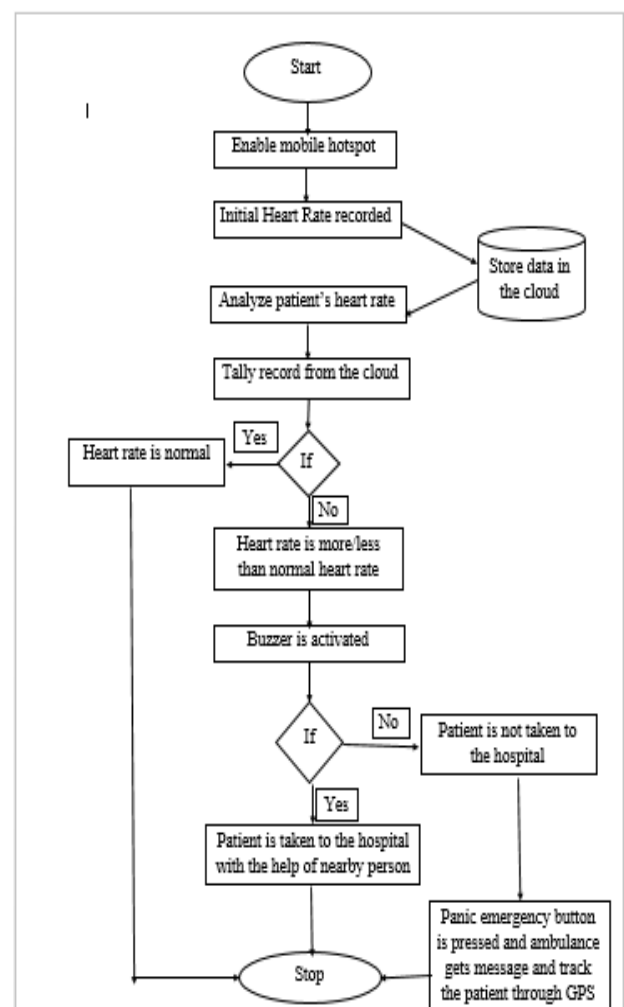 Start
Enable mobile hotspot
Initial Heart Rate recorded
Store data in
the cloud
Analyze patient's heart rate
Tally record from the cloud
Yes
Heart rate is normal
If
No
Heart rate is more/less
than normal heart rate
Buzzer is activated
If
No
Patient is not taken to
the hospital
Yes
Patient is taken to the hospital
with the help of nearby person
Panic emergency button
is pressed and ambulance
gets message and track
the patient through GPS
Stop